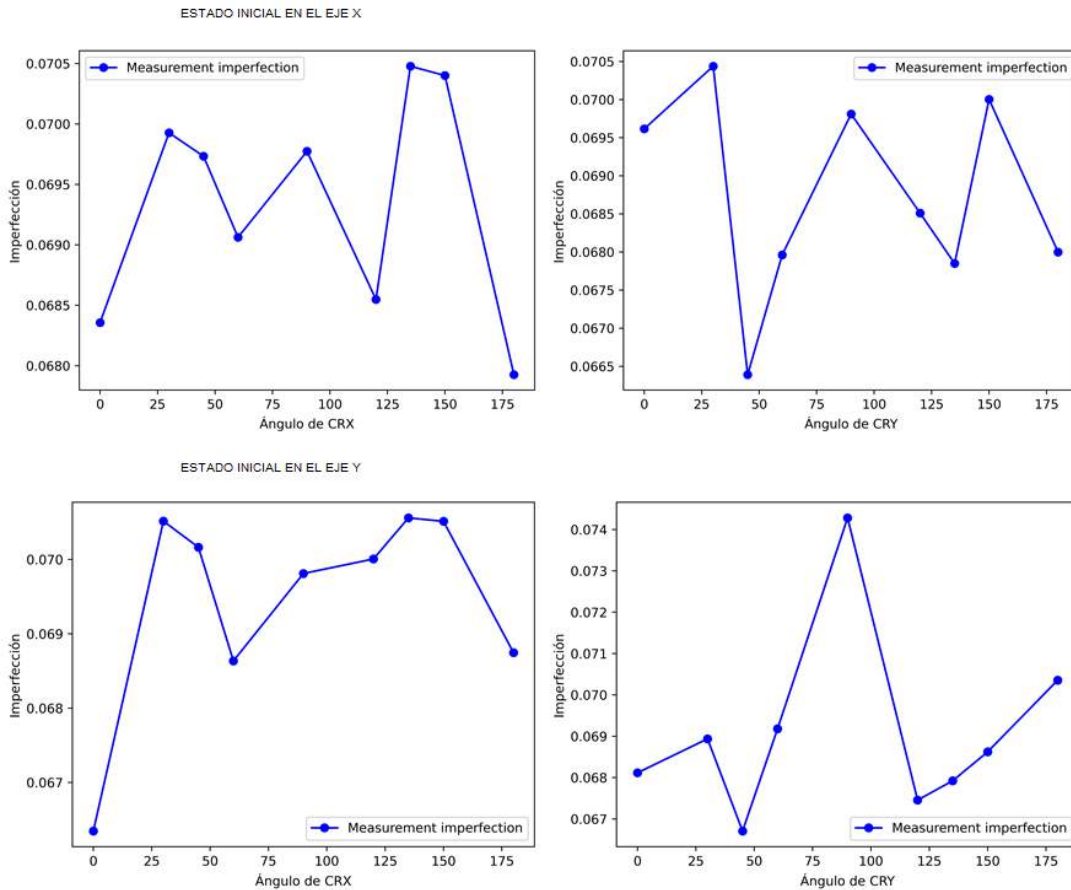 ESTADO INICIAL EN EL EJE X
Measurement imperfection
Imperfección
0.0705
0.0700
0.0695
0.0690
0.0685
0.0680
0 25 50 75 100 125 150 175
Ángulo de CRX
Measurement imperfection
Imperfección
0.0705
0.0700
0.0695
0.0690
0.0685
0.0680
0.0675
0.0670
0.0665
0 25 50 75 100 125 150 175
Ángulo de CRY
ESTADO INICIAL EN EL EJE Y
Imperfección
0.070
0.069
0.068
0.067
Measurement imperfection
0 25 50 75 100 125 150 175
Ángulo de CRX
Imperfección
0.074
0.073
0.072
0.071
0.070
0.069
0.068
0.067
Measurement imperfection
0 25 50 75 100 125 150 175
Ángulo de CRY